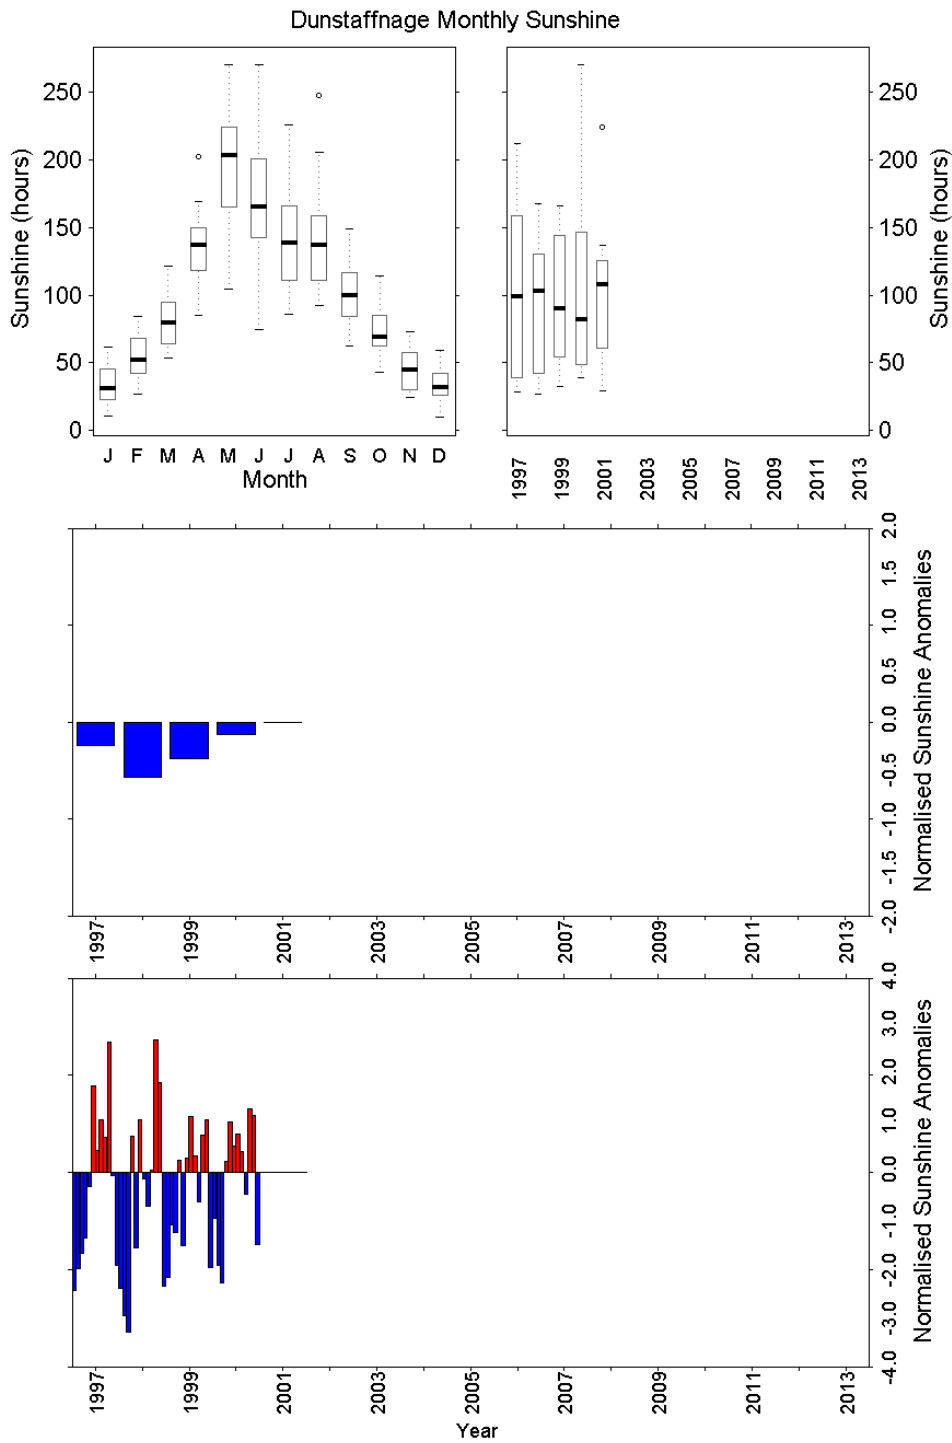 Dunstaffnage Monthly Sunshine
Sunshine (hours)
250
200
150
100
50
0
J F M A M J J A S O N D
Month
250
200
150
100
50
0
Sunshine (hours)
1997 1999 2001 2003 2005 2007 2009 2011 2013
2.0
1.5
1.0
0.5
0.0
-0.5
-1.0
-1.5
-2.0
Normalised Sunshine Anomalies
1997 1999 2001 2003 2005 2007 2009 2011 2013
4.0
3.0
2.0
1.0
0.0
-1.0
-2.0
-3.0
-4.0
Normalised Sunshine Anomalies
1997 1999 2001 2003 2005 2007 2009 2011 2013
Year